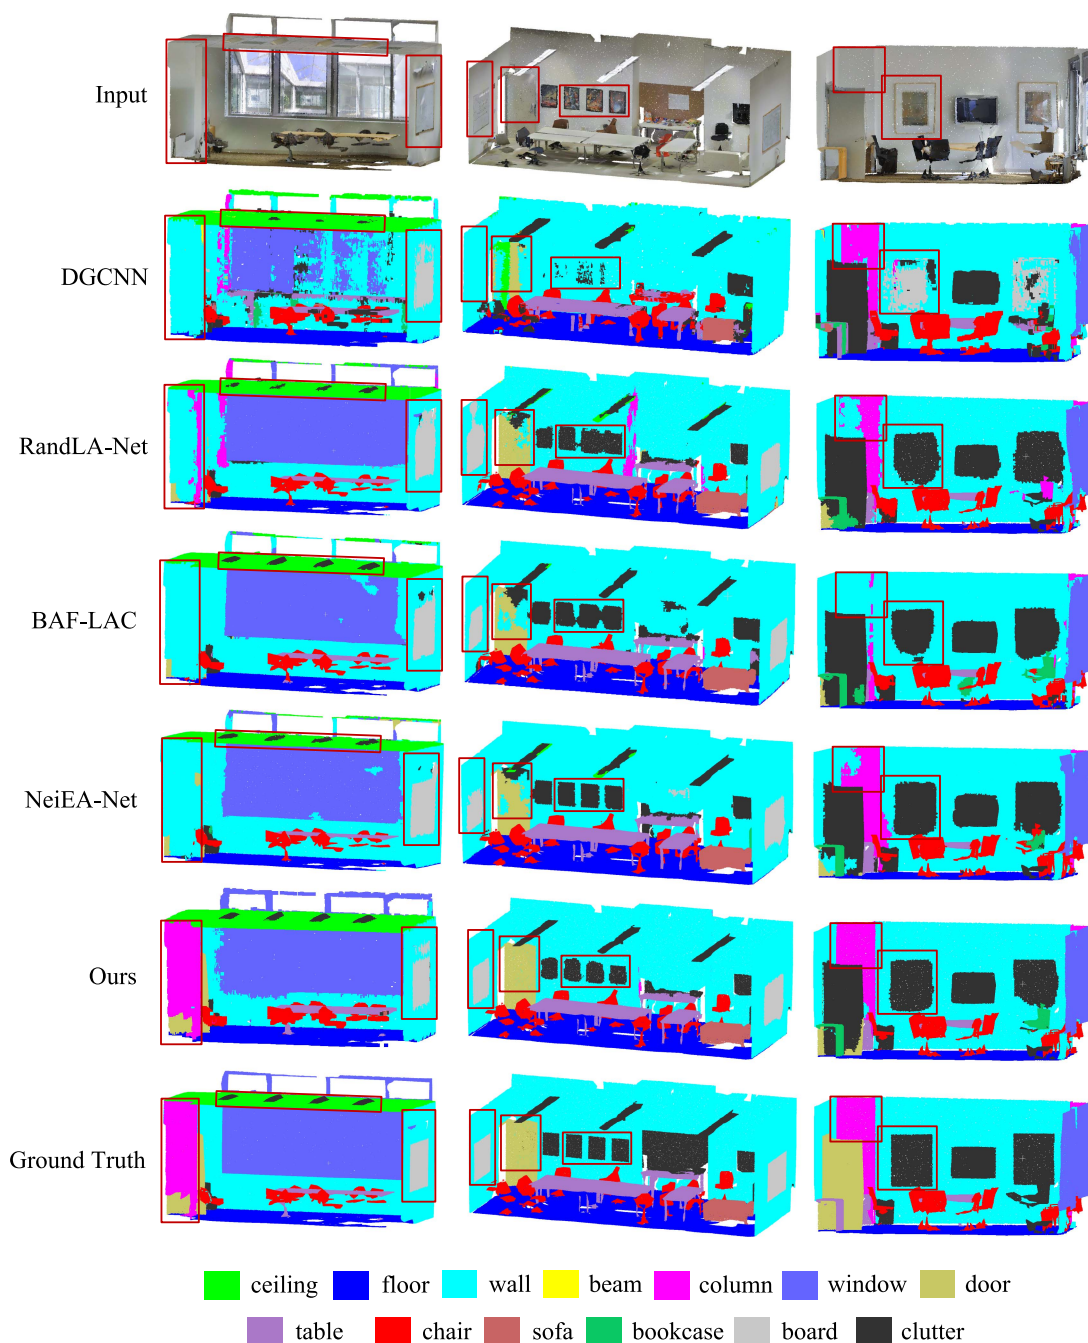 Input
DGCNN
RandLA-Net
BAF-LAC
NeiEA-Net
Ours
Ground Truth
ceiling floor wall beam column window door
table chair sofa bookcase board clutter